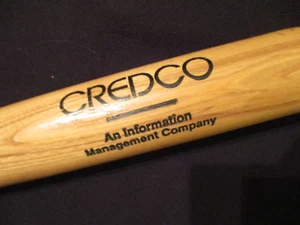 CREDCO
An Information
Management Company